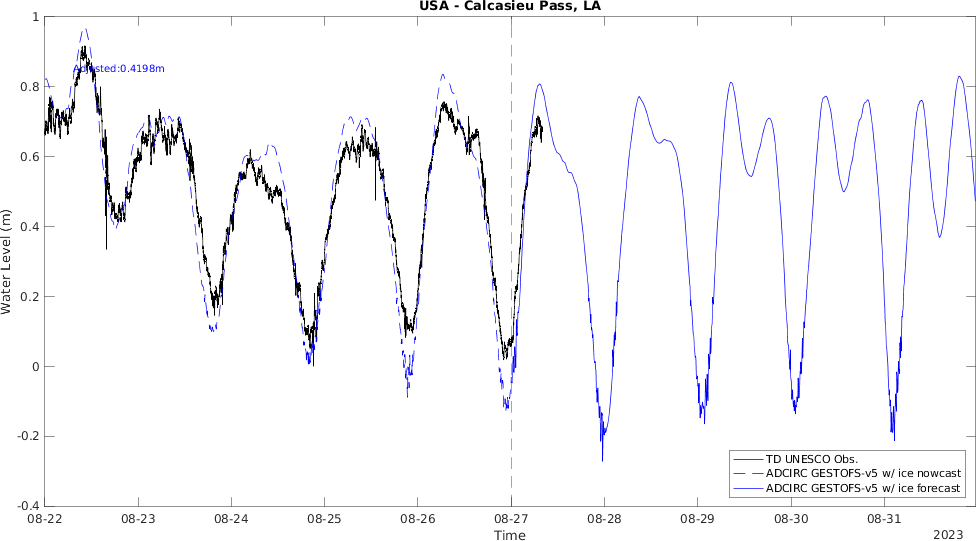 USA - Calcasieu Pass, LA
1
0.8
0.6
0.4
0.2
0
-0.2
-0.4
Water Level (m)
Adjusted:0.4198m
TD UNESCO Obs.
ADCIRC GESTOFS-v5 w/ ice nowcast
ADCIRC GESTOFS-v5 w/ ice forecast
08-22 08-23 08-24 08-25 08-26 08-27 08-28 08-29 08-30 08-31
Time
2023